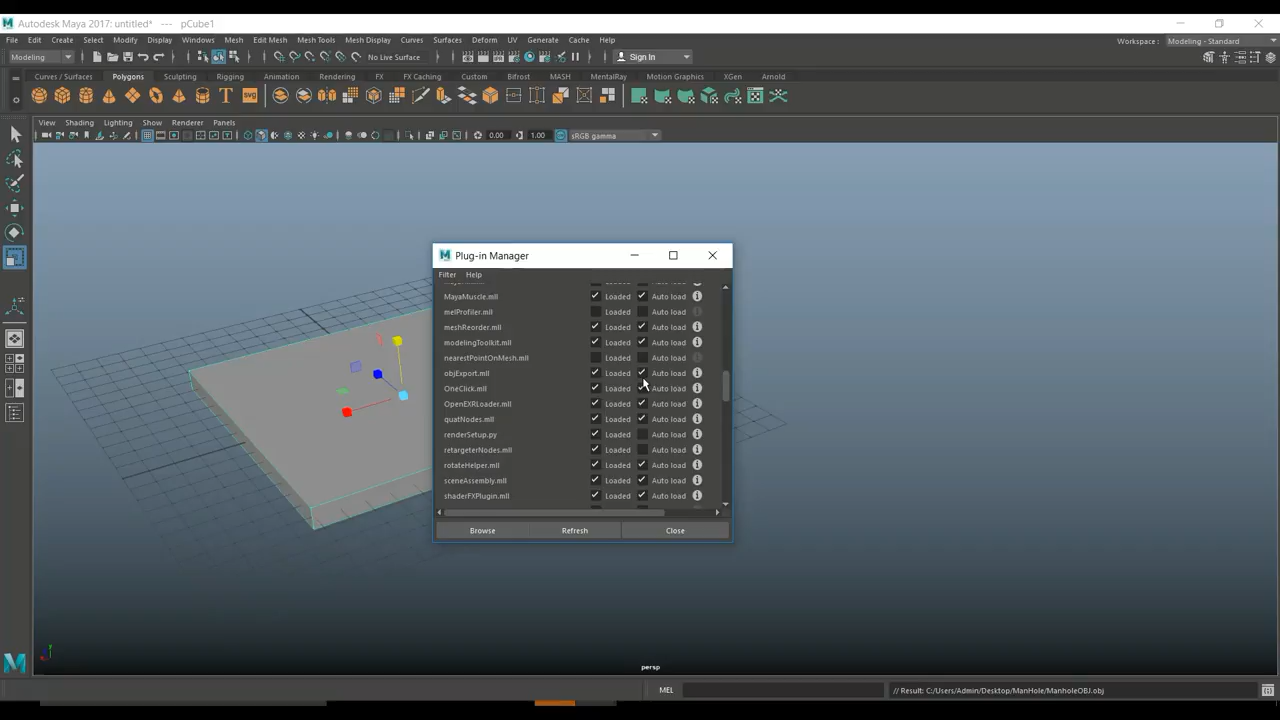 Autodesk Maya 2017: untitled* --- pCube1
File Edit Create Select Modify Display Windows Mesh Edit Mesh Mesh Tools Mesh Display Curves Surfaces Deform UV Generate Cache Help
Workspace : Modeling - Standard
Modeling No Live Surface Sign In
Curves / Surfaces Polygons Sculpting Rigging Animation Rendering FX FX Caching Custom Bifrost MASH MentalRay Motion Graphics XGen Arnold
T SVG
View Shading Lighting Show Renderer Panels
0.00 1.00 sRGB gamma
Plug-in Manager
Filter Help
MayaMuscle.mll Loaded Auto load
melProfiler.mll Loaded Auto load
meshReorder.mll Loaded Auto load
modelingToolkit.mll Loaded Auto load
nearestPointOnMesh.mll Loaded Auto load
objExport.mll Loaded Auto load
OneClick.mll Loaded Auto load
OpenEXRLoader.mll Loaded Auto load
quatNodes.mll Loaded Auto load
renderSetup.py Loaded Auto load
retargeterNodes.mll Loaded Auto load
rotateHelper.mll Loaded Auto load
sceneAssembly.mll Loaded Auto load
shaderFXPlugin.mll Loaded Auto load
Browse Refresh Close
persp
MEL // Result: C:/Users/Admin/Desktop/ManHole/ManholeOBJ.obj